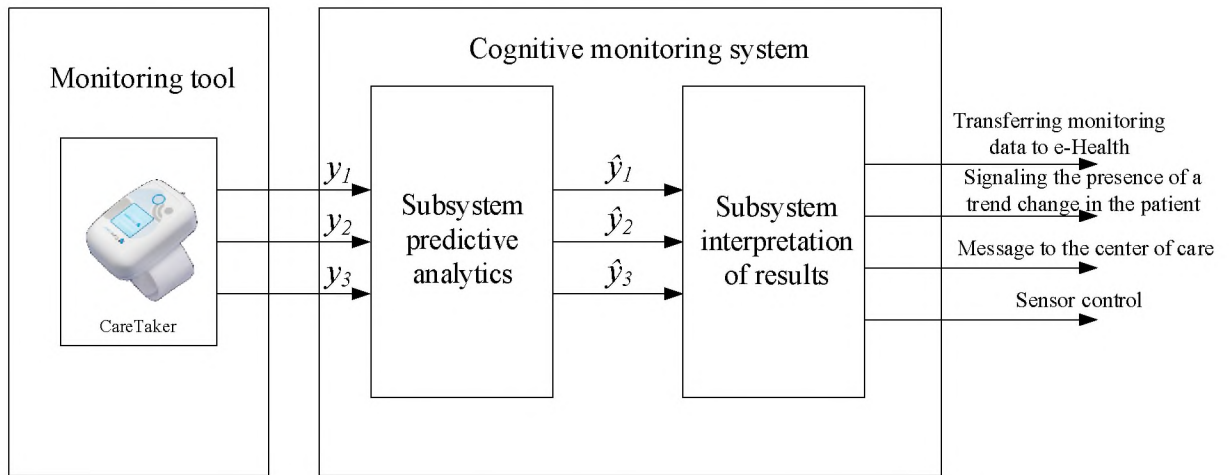 Monitoring tool
CareTaker
Cognitive monitoring system
y1
y2
y3
Subsystem
predictive
analytics
ŷ1
ŷ2
ŷ3
Subsystem
interpretation
of results
Transferring monitoring
data to e-Health
Signaling the presence of a
trend change in the patient
Message to the center of care
Sensor control